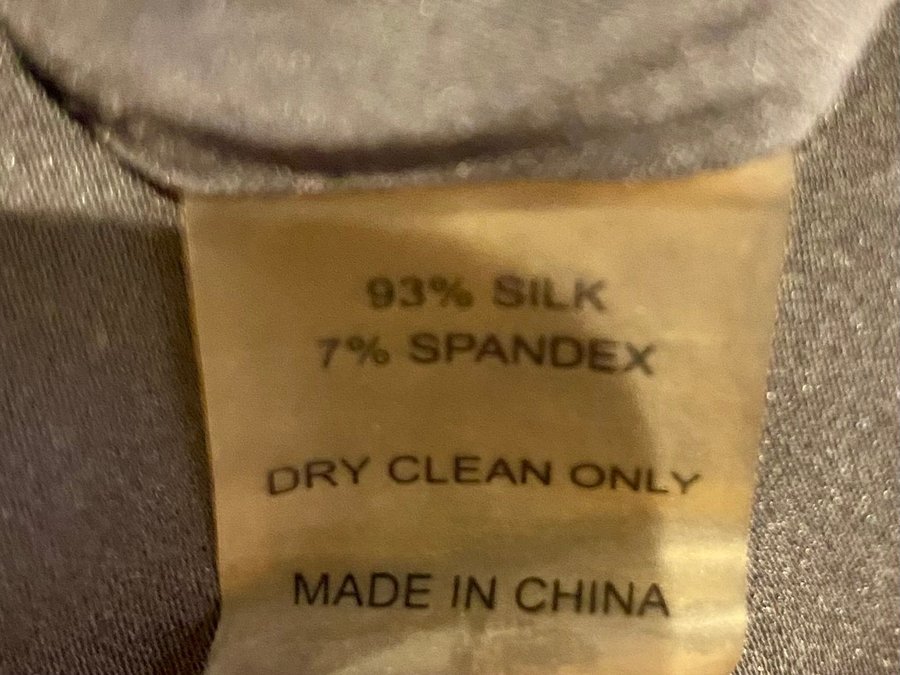 93% SILK
7% SPANDEX
DRY CLEAN ONLY
MADE IN CHINA